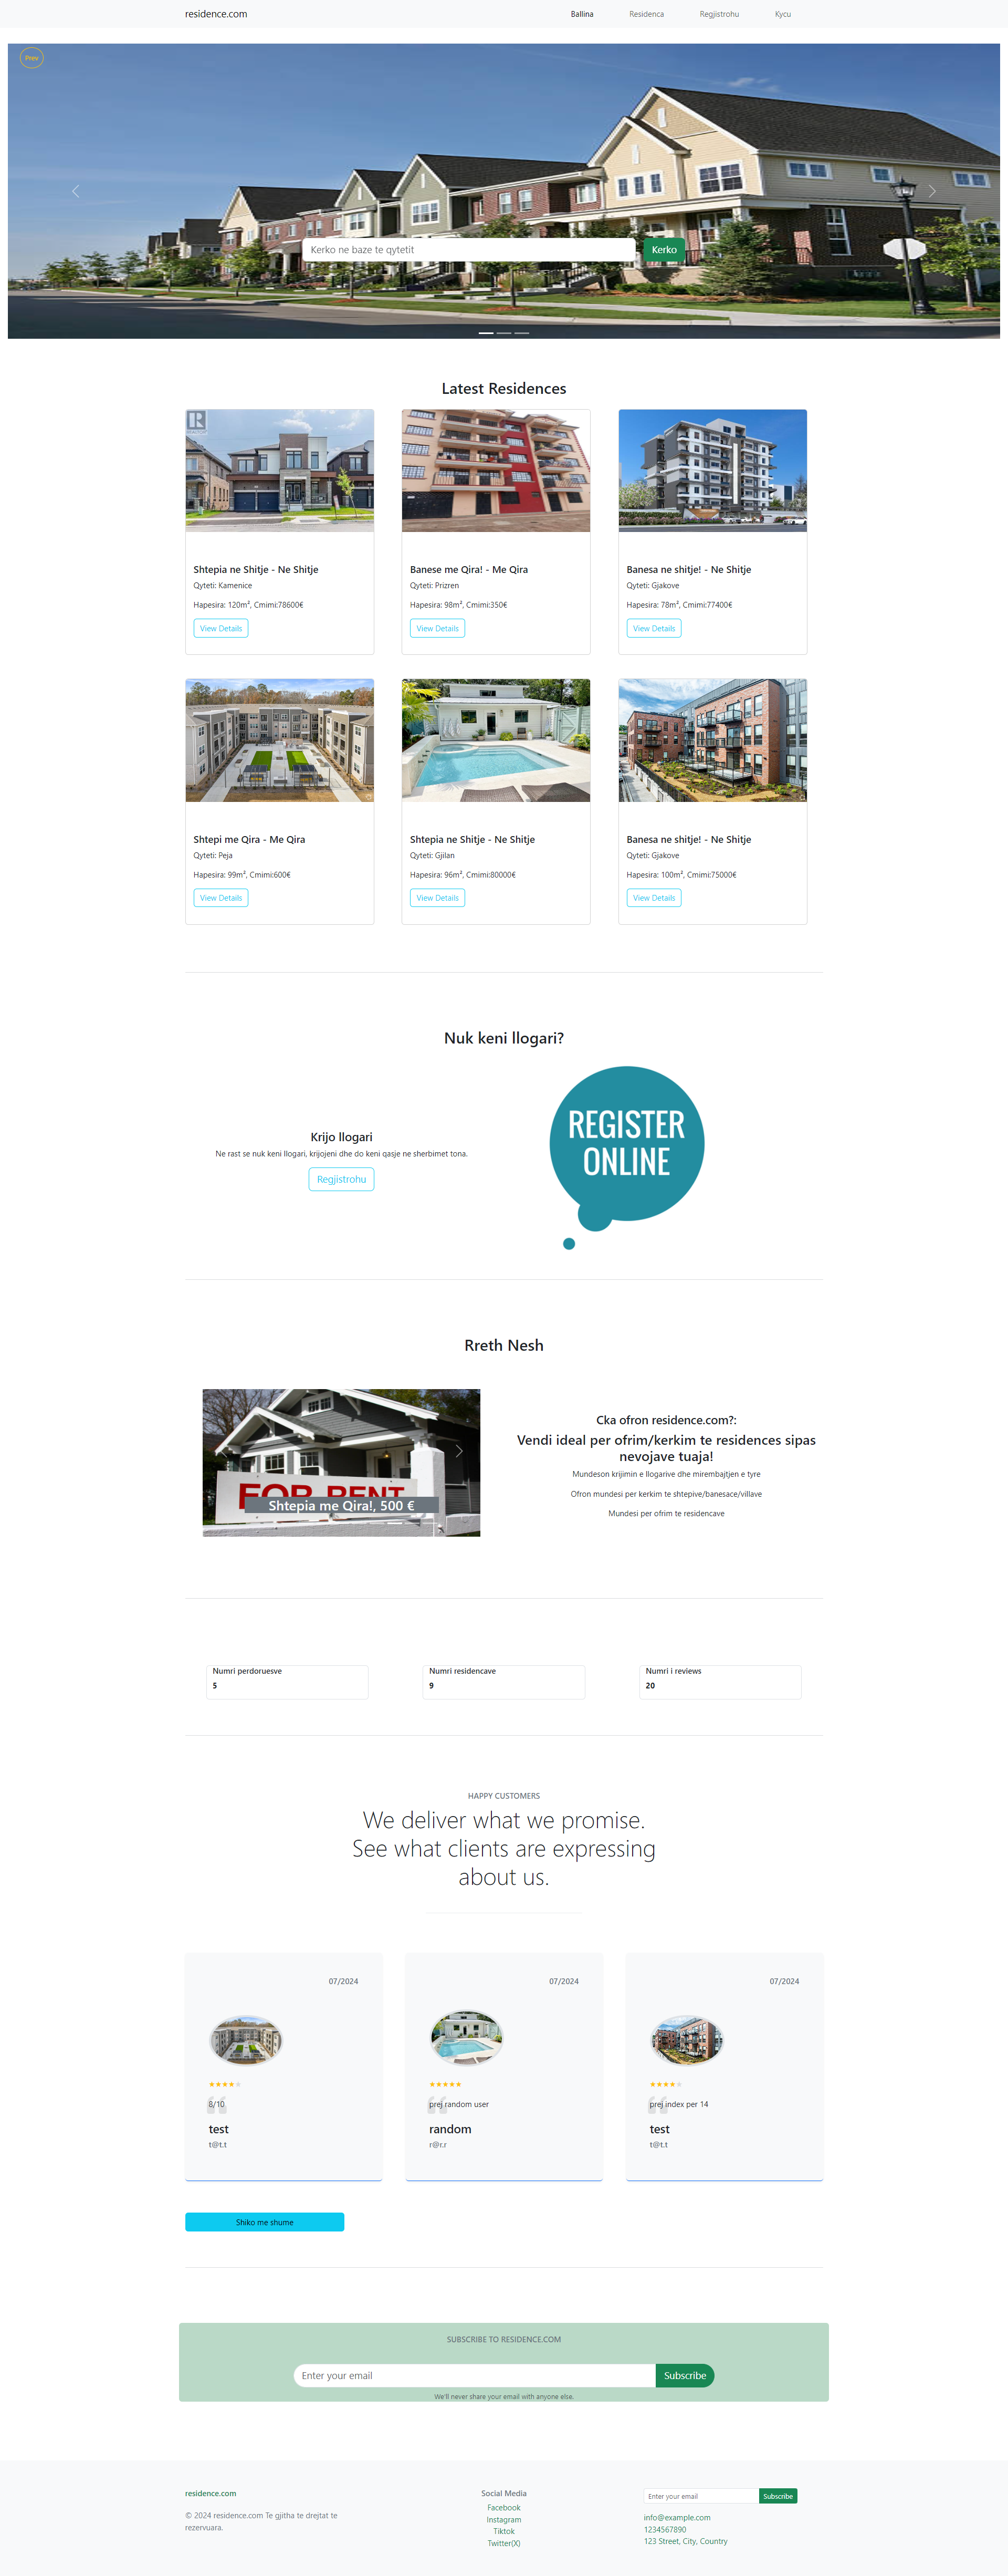 residence.com
Ballina
Residenca
Regjistrohu
Kycu
Prev
Kerko ne baze te qytetit
Kerko
Latest Residences
Shtepia ne Shitje - Ne Shitje
Qyteti: Kamenice
Hapesira: 120m², Cmimi:78600€
View Details
Banese me Qira! - Me Qira
Qyteti: Prizren
Hapesira: 98m², Cmimi:350€
View Details
Banesa ne shitje! - Ne Shitje
Qyteti: Gjakove
Hapesira: 78m², Cmimi:77400€
View Details
Shtepi me Qira - Me Qira
Qyteti: Peja
Hapesira: 99m², Cmimi:600€
View Details
Shtepia ne Shitje - Ne Shitje
Qyteti: Gjilan
Hapesira: 96m², Cmimi:80000€
View Details
Banesa ne shitje! - Ne Shitje
Qyteti: Gjakove
Hapesira: 100m², Cmimi:75000€
View Details
Nuk keni llogari?
Krijo llogari
Ne rast se nuk keni llogari, krijojeni dhe do keni qasje ne sherbimet tona.
Regjistrohu
REGISTER
ONLINE
Rreth Nesh
FOR RENT
Shtepia me Qira!, 500 €
Cka ofron residence.com?:
Vendi ideal per ofrim/kerkim te residences sipas
nevojave tuaja!
Mundeson krijimin e llogarive dhe mirembajtjen e tyre
Ofron mundesi per kerkim te shtepive/banesace/villave
Mundesi per ofrim te residencave
Numri perdoruesve
5
Numri residencave
9
Numri i reviews
20
HAPPY CUSTOMERS
We deliver what we promise.
See what clients are expressing
about us.
07/2024
8/10
test
t@t.t
07/2024
prej random user
random
r@r.r
07/2024
prej index per 14
test
t@t.t
Shiko me shume
SUBSCRIBE TO RESIDENCE.COM
Enter your email
Subscribe
We'll never share your email with anyone else.
residence.com
© 2024 residence.com Te gjitha te drejtat te
rezervuara.
Social Media
Facebook
Instagram
Tiktok
Twitter(X)
Enter your email
Subscribe
info@example.com
1234567890
123 Street, City, Country